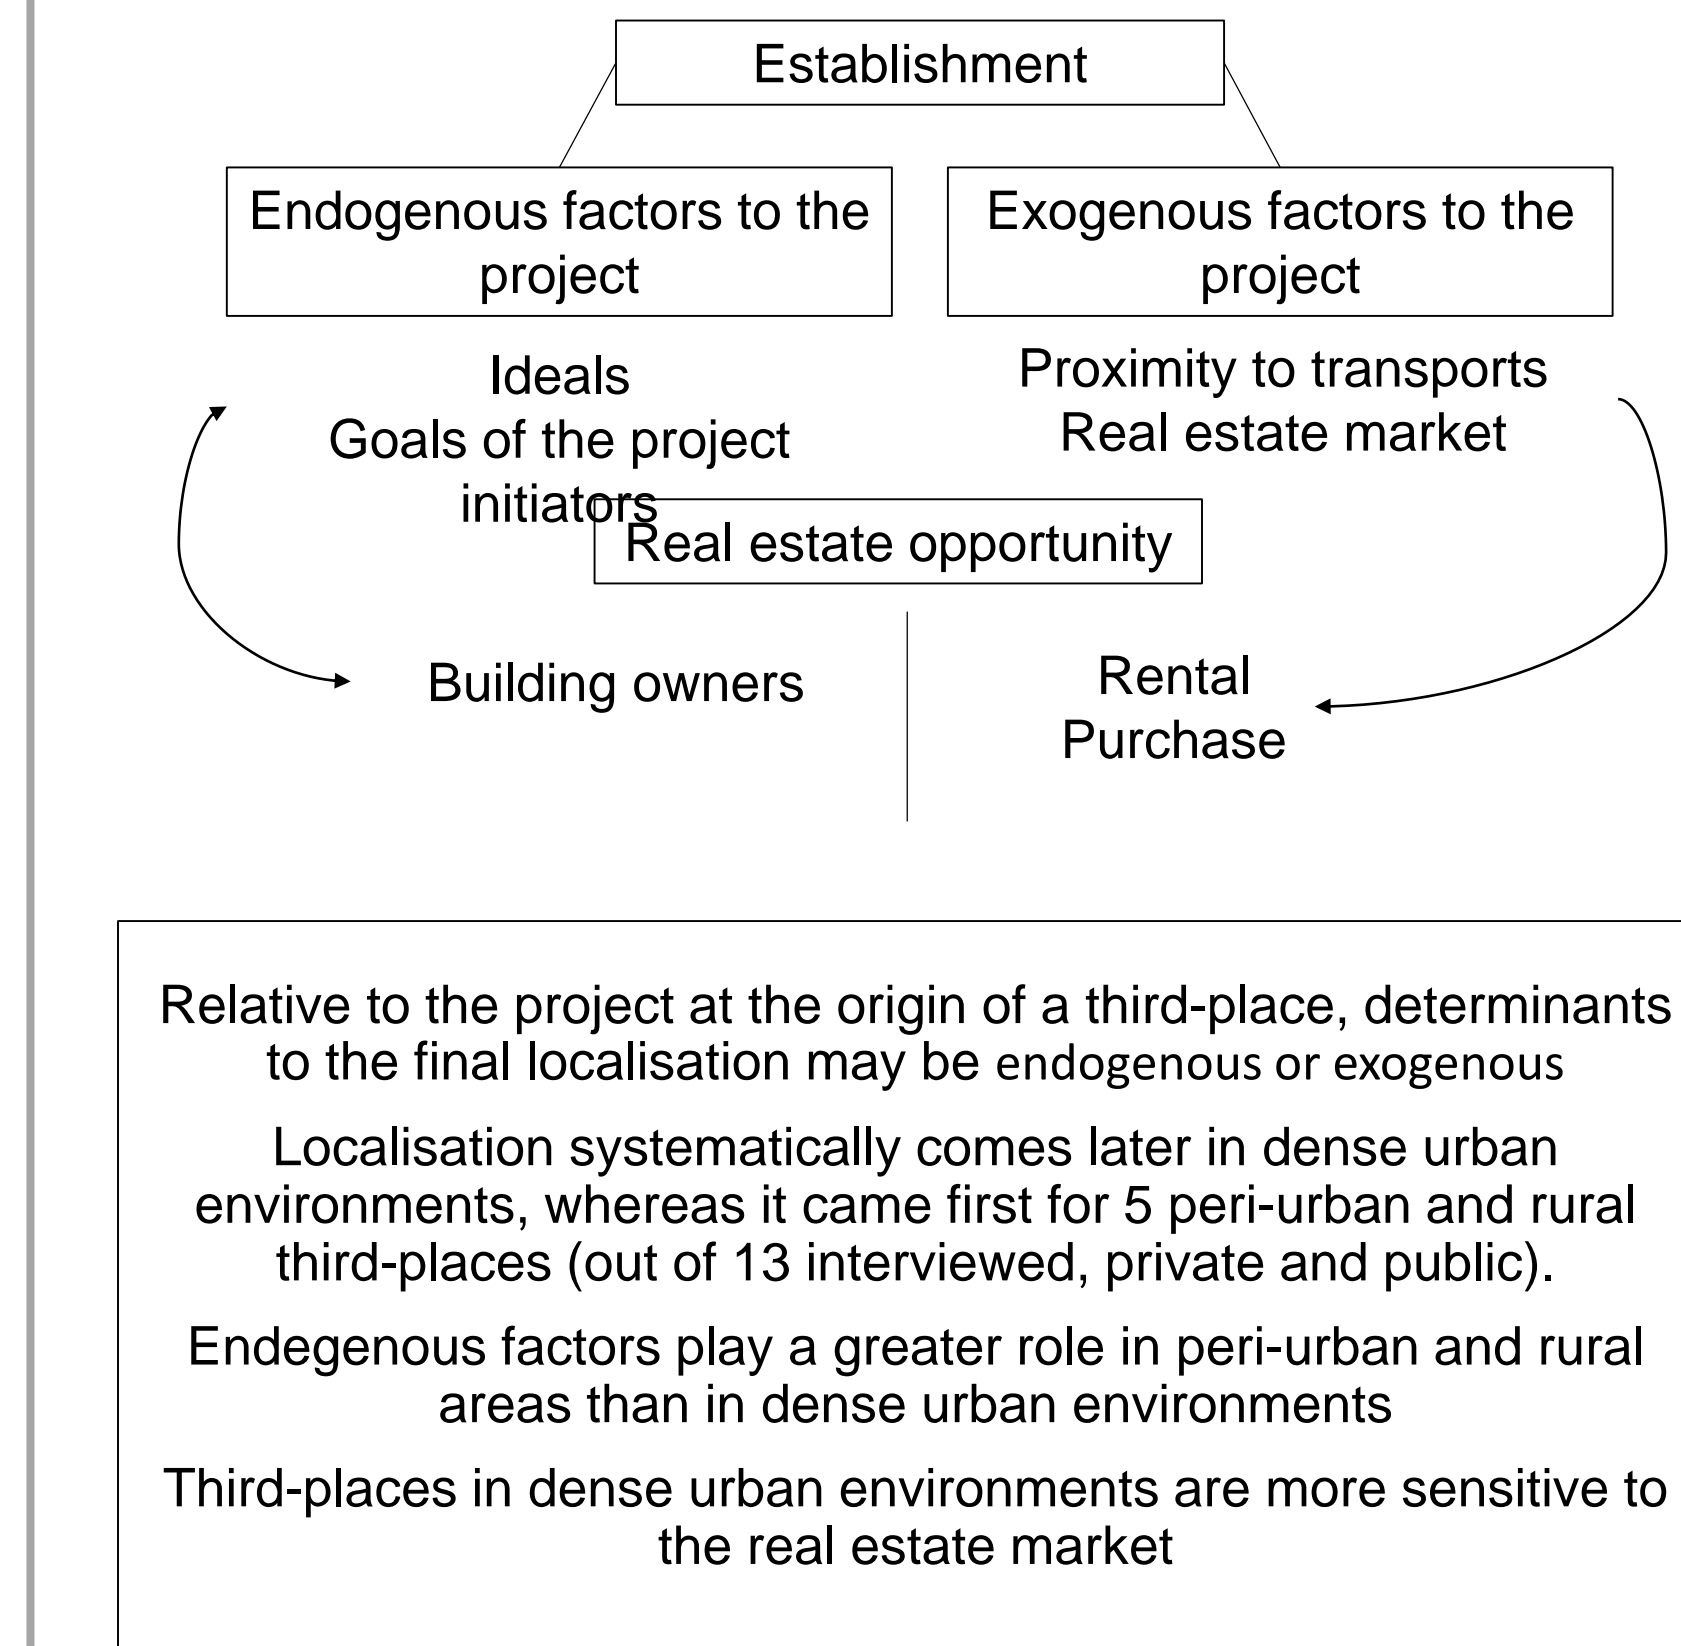 Establishment
Endogenous factors to the
project
Exogenous factors to the
project
Ideals
Goals of the project
initiators
Proximity to transports
Real estate market
Real estate opportunity
Building owners
Rental
Purchase
Relative to the project at the origin of a third-place, determinants
to the final localisation may be endogenous or exogenous
Localisation systematically comes later in dense urban
environments, whereas it came first for 5 peri-urban and rural
third-places (out of 13 interviewed, private and public).
Endegenous factors play a greater role in peri-urban and rural
areas than in dense urban environments
Third-places in dense urban environments are more sensitive to
the real estate market